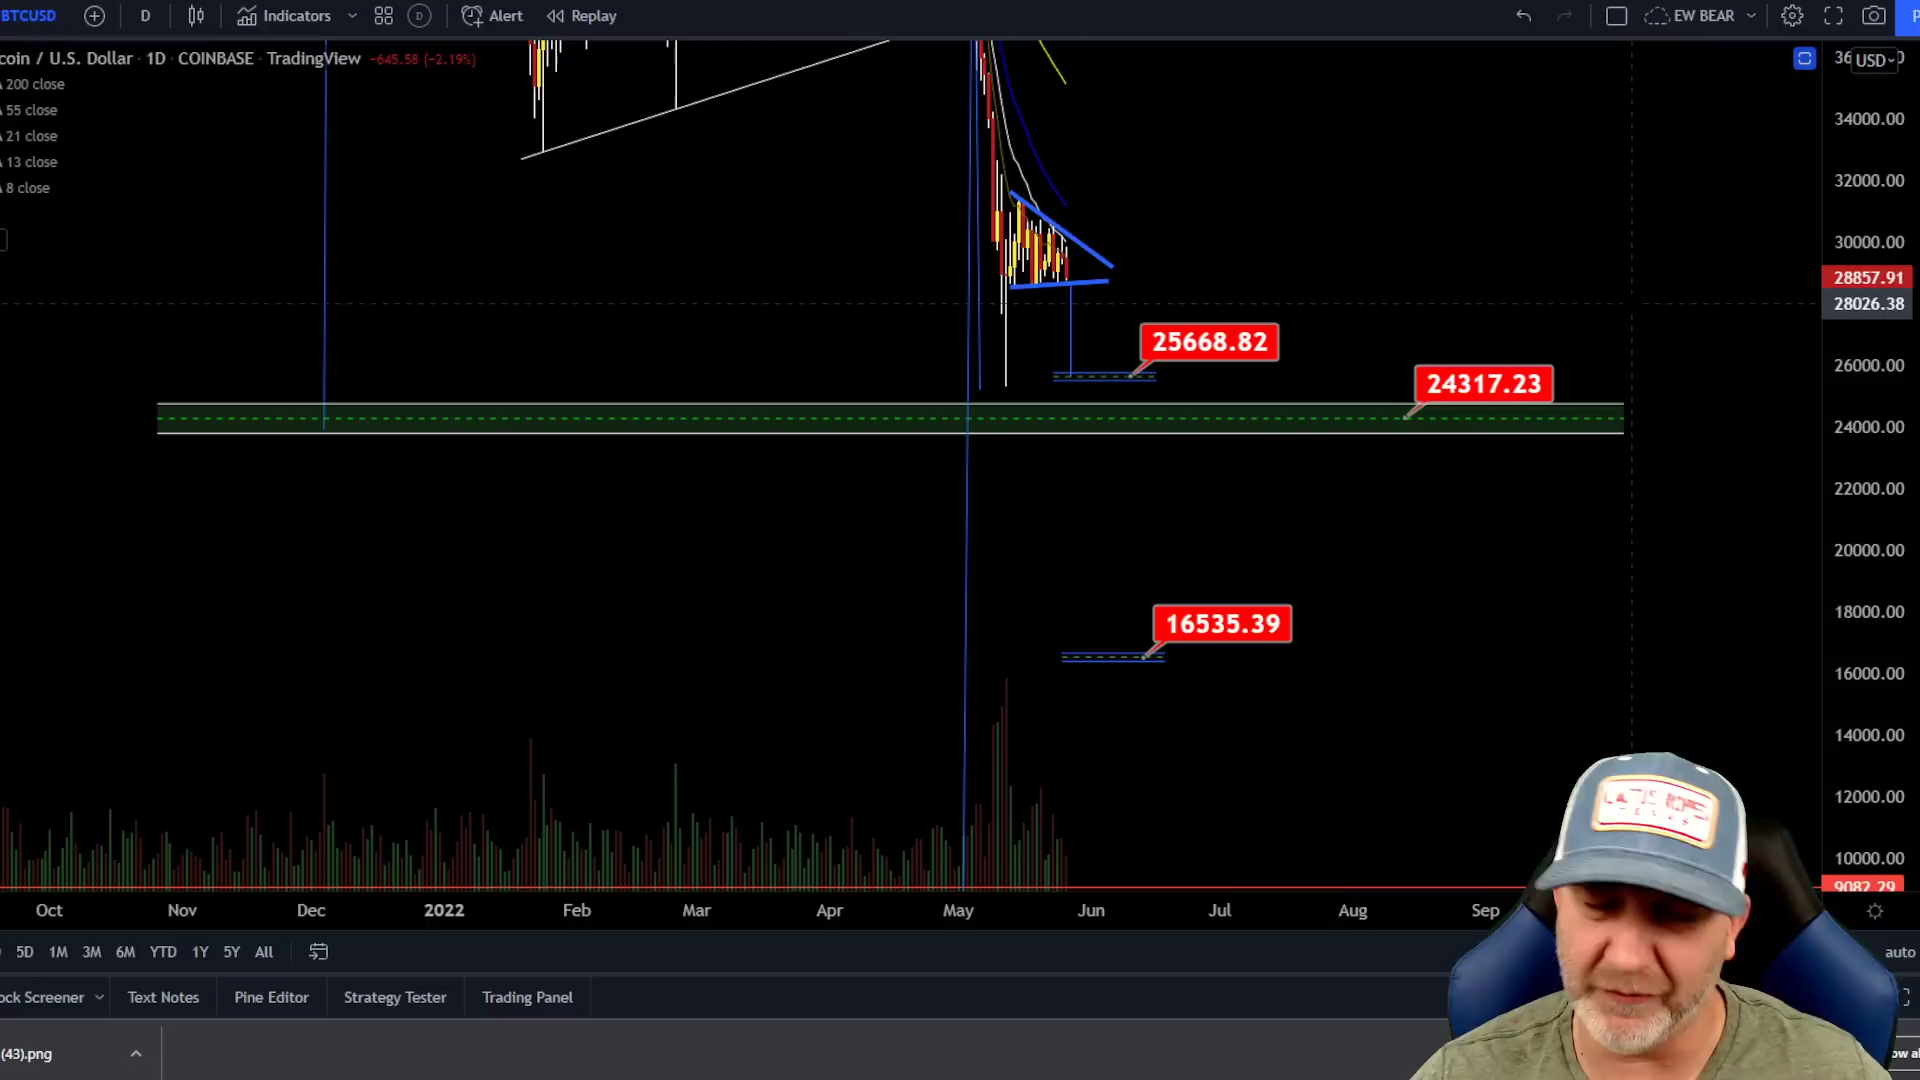 BTCUSD D Indicators D Alert Replay EW BEAR P
coin / U.S. Dollar · 1D · COINBASE · TradingView −645.58 (−2.19%)
200 close
55 close
21 close
13 close
8 close
USD
34000.00
32000.00
30000.00
28857.91
28026.38
26000.00
24000.00
22000.00
20000.00
18000.00
16000.00
14000.00
12000.00
10000.00
9082.29
25668.82
24317.23
16535.39
Oct Nov Dec 2022 Feb Mar Apr May Jun Jul Aug Sep
5D 1M 3M 6M YTD 1Y 5Y All auto
ock Screener Text Notes Pine Editor Strategy Tester Trading Panel
(43).png
ow al